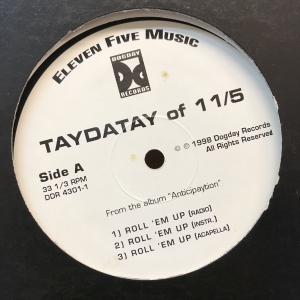 ELEVEN FIVE MUSIC
DOGDAY
RECORDS
TAYDATAY of 11/5
Side A
33 1/3 RPM
DDR 4301-1
℗ © 1998 Dogday Records
All Rights Reserved
From the album "Anticipaytion"
1) ROLL 'EM UP (RADIO)
2) ROLL 'EM UP (INSTR.)
3) ROLL 'EM UP (ACAPELLA)